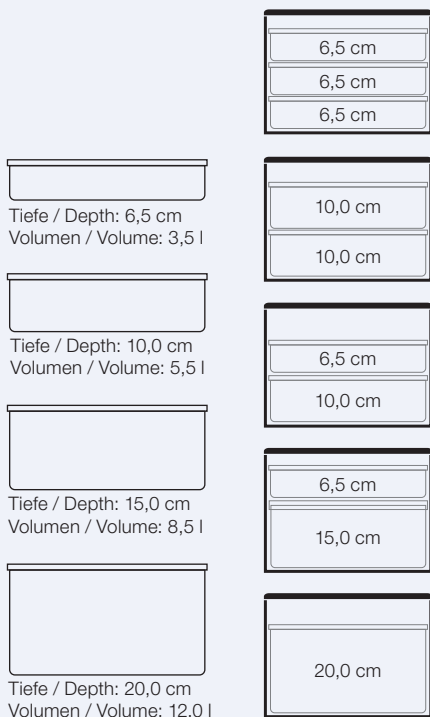 Tiefe / Depth: 6,5 cm
Volumen / Volume: 3,5 l
Tiefe / Depth: 10,0 cm
Volumen / Volume: 5,5 l
Tiefe / Depth: 15,0 cm
Volumen / Volume: 8,5 l
Tiefe / Depth: 20,0 cm
Volumen / Volume: 12,0 l
6,5 cm
6,5 cm
6,5 cm
10,0 cm
10,0 cm
6,5 cm
10,0 cm
6,5 cm
15,0 cm
20,0 cm